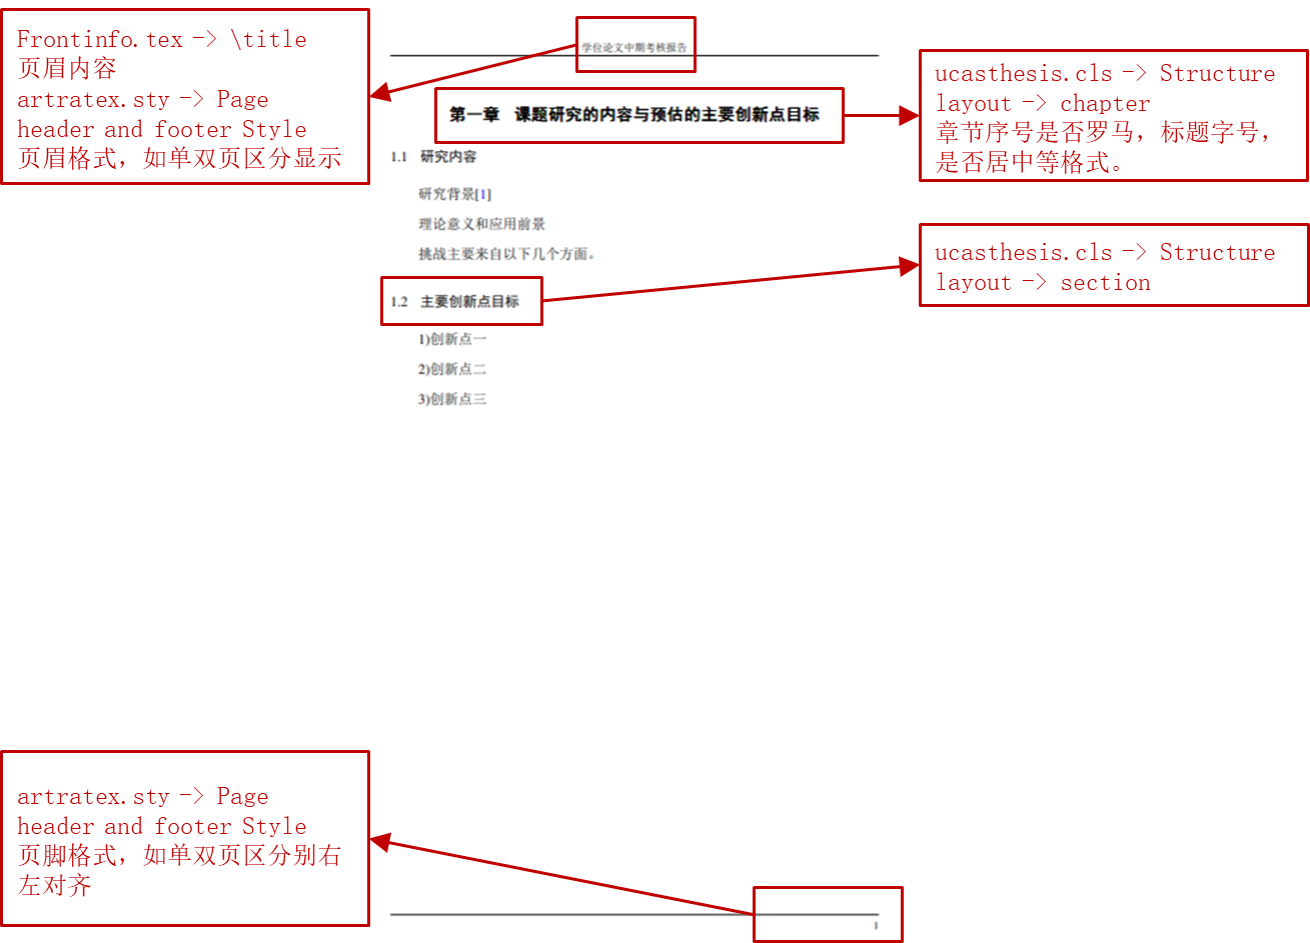 Frontinfo.tex -> \title
页眉内容
artratex.sty -> Page
header and footer Style
页眉格式，如单双页区分显示
学位论文中期考核报告
第一章 课题研究的内容与预估的主要创新点目标
ucasthesis.cls -> Structure
layout -> chapter
章节序号是否罗马，标题字号，
是否居中等格式。
1.1 研究内容
研究背景[1]
理论意义和应用前景
挑战主要来自以下几个方面。
ucasthesis.cls -> Structure
layout -> section
1.2 主要创新点目标
1)创新点一
2)创新点二
3)创新点三
artratex.sty -> Page
header and footer Style
页脚格式，如单双页区分别右
左对齐
1